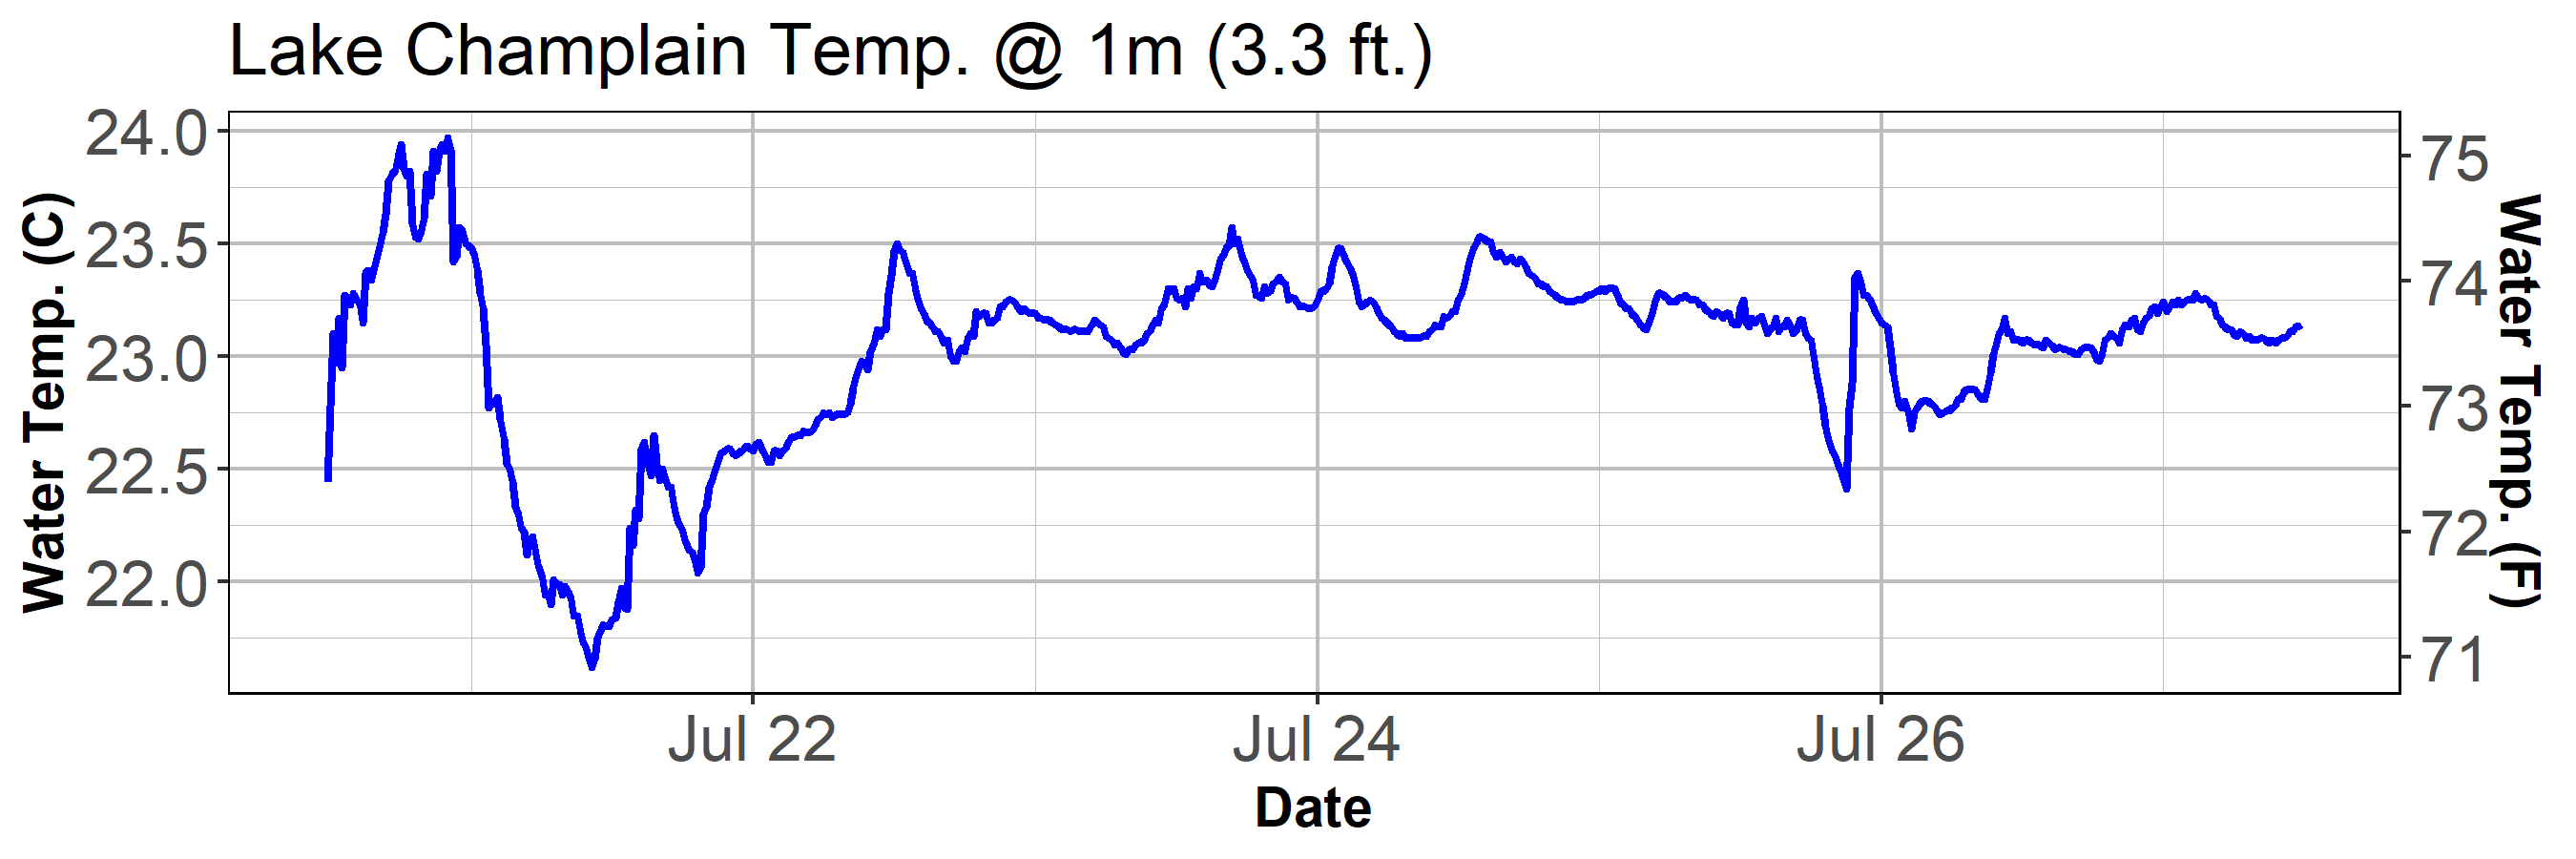 Lake Champlain Temp. @ 1m (3.3 ft.)
Water Temp. (C)
24.0
23.5
23.0
22.5
22.0
75
74
73
72
71
Water Temp. (F)
Jul 22
Jul 24
Jul 26
Date